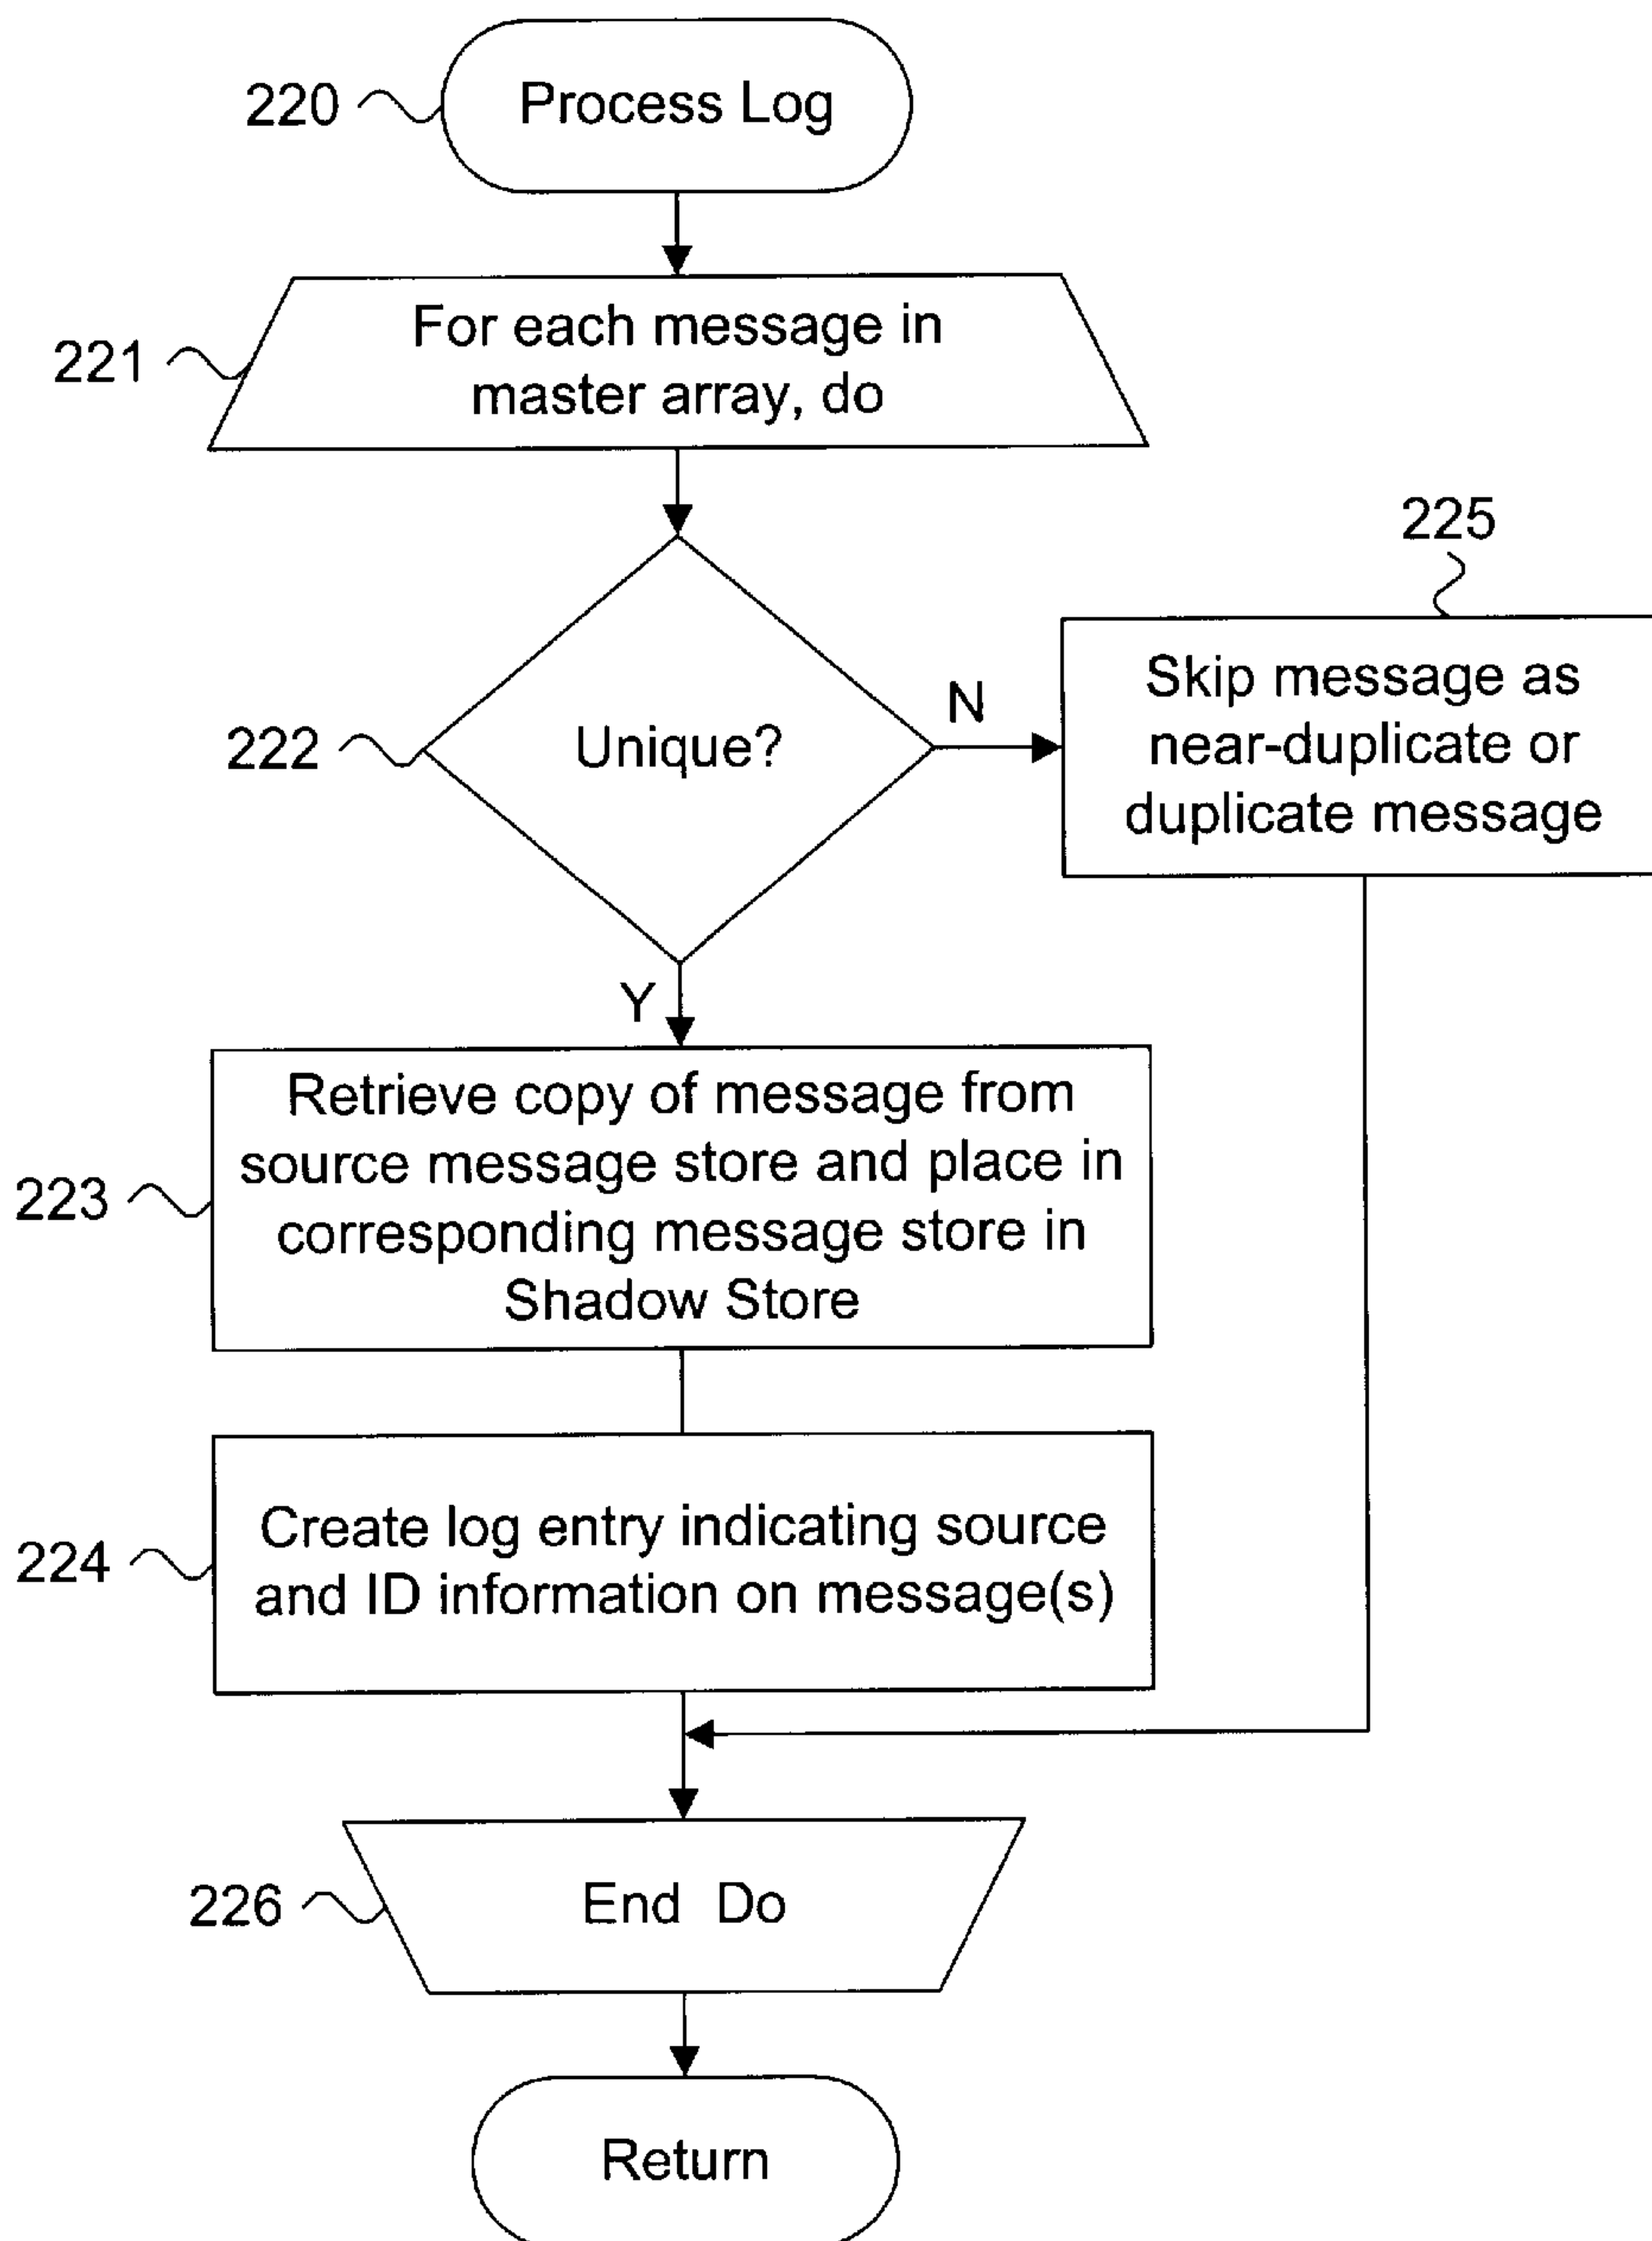 220
Process Log
221
For each message in
master array, do
225
222
Unique?
N
Skip message as
near-duplicate or
duplicate message
Y
223
Retrieve copy of message from
source message store and place in
corresponding message store in
Shadow Store
224
Create log entry indicating source
and ID information on message(s)
226
End Do
Return